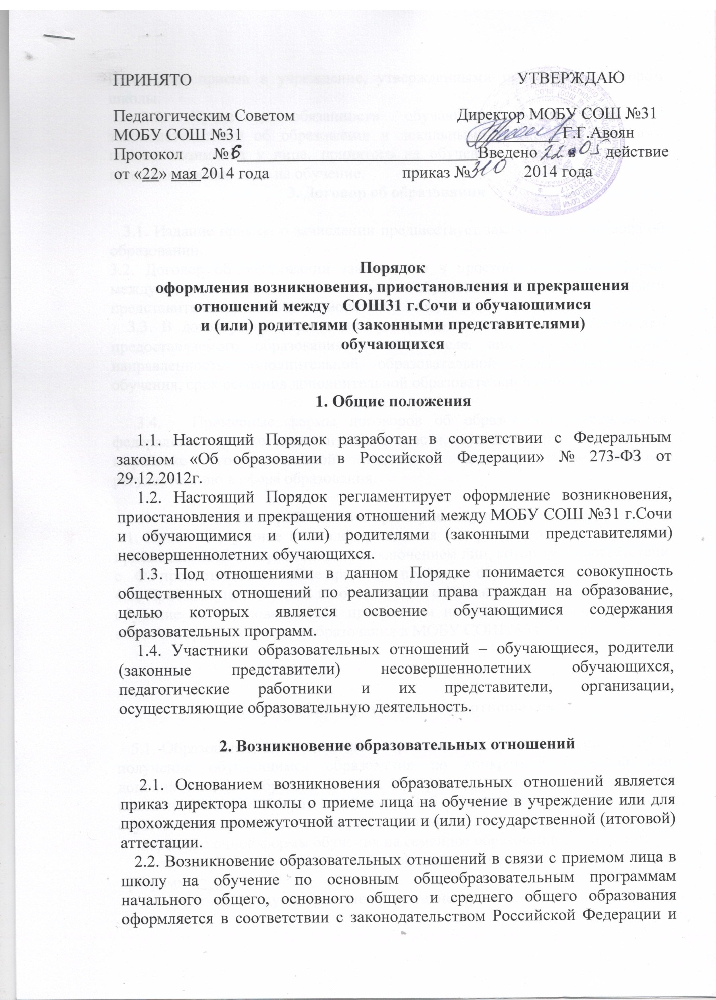 ПРИНЯТО УТВЕРЖДАЮ
Педагогическим Советом Директор МОБУ СОШ №31
МОБУ СОШ №31 Г.Г.Авоян
Протокол №6 Введено 22.05 в действие
от «22» мая 2014 года приказ №310 2014 года
Порядок
оформления возникновения, приостановления и прекращения
отношений между СОШ31 г.Сочи и обучающимися
и (или) родителями (законными представителями)
обучающихся
1. Общие положения
1.1. Настоящий Порядок разработан в соответствии с Федеральным
законом «Об образовании в Российской Федерации» № 273-ФЗ от
29.12.2012г.
1.2. Настоящий Порядок регламентирует оформление возникновения,
приостановления и прекращения отношений между МОБУ СОШ №31 г.Сочи
и обучающимися и (или) родителями (законными представителями)
несовершеннолетних обучающихся.
1.3. Под отношениями в данном Порядке понимается совокупность
общественных отношений по реализации права граждан на образование,
целью которых является освоение обучающимися содержания
образовательных программ.
1.4. Участники образовательных отношений – обучающиеся, родители
(законные представители) несовершеннолетних обучающихся,
педагогические работники и их представители, организации,
осуществляющие образовательную деятельность.
2. Возникновение образовательных отношений
2.1. Основанием возникновения образовательных отношений является
приказ директора школы о приеме лица на обучение в учреждение или для
прохождения промежуточной аттестации и (или) государственной (итоговой)
аттестации.
2.2. Возникновение образовательных отношений в связи с приемом лица в
школу на обучение по основным общеобразовательным программам
начального общего, основного общего и среднего общего образования
оформляется в соответствии с законодательством Российской Федерации и